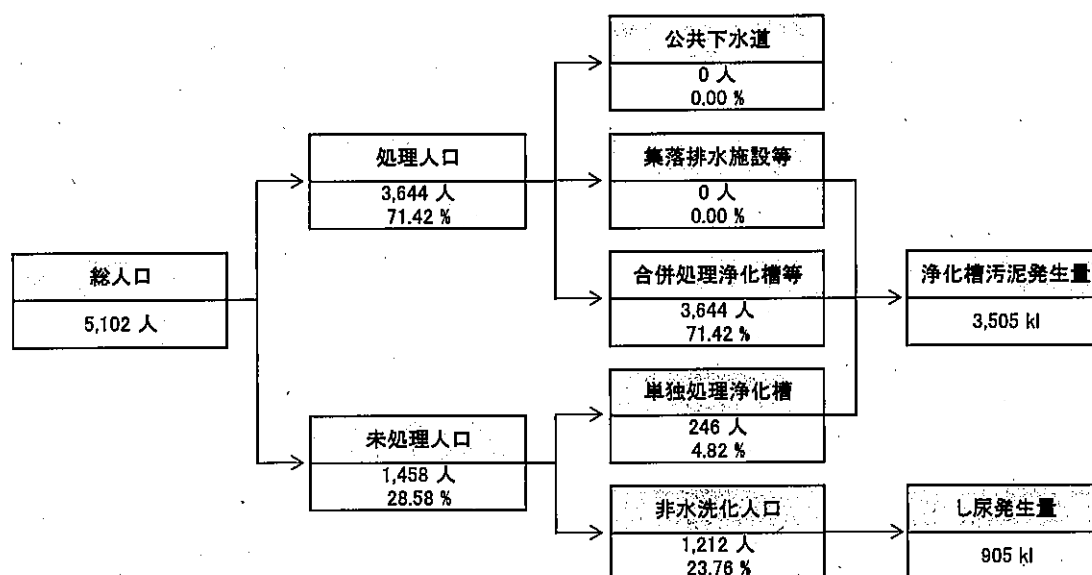 公共下水道
0 人
0.00 %
処理人口
3,644 人
71.42 %
集落排水施設等
0 人
0.00 %
総人口
5,102 人
合併処理浄化槽等
3,644 人
71.42 %
浄化槽汚泥発生量
3,505 kl
単独処理浄化槽
246 人
4.82 %
未処理人口
1,458 人
28.58 %
非水洗化人口
1,212 人
23.76 %
し尿発生量
905 kl